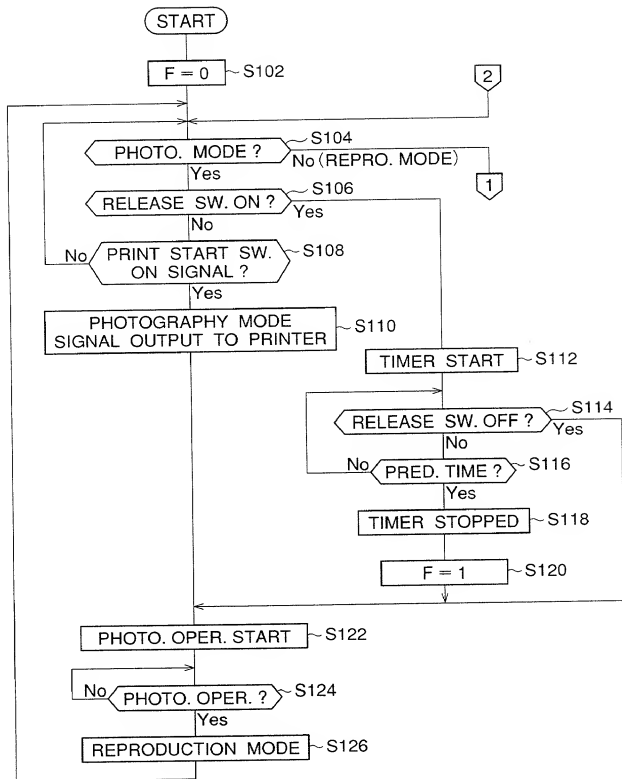 START
F = 0
S102
2
PHOTO. MODE ?
S104
No (REPRO. MODE)
Yes
1
RELEASE SW. ON ?
S106
Yes
No
No
PRINT START SW.
ON SIGNAL ?
S108
Yes
PHOTOGRAPHY MODE
SIGNAL OUTPUT TO PRINTER
S110
TIMER START
S112
RELEASE SW. OFF ?
S114
Yes
No
No
PRED. TIME ?
S116
Yes
TIMER STOPPED
S118
F = 1
S120
PHOTO. OPER. START
S122
No
PHOTO. OPER. ?
S124
Yes
REPRODUCTION MODE
S126